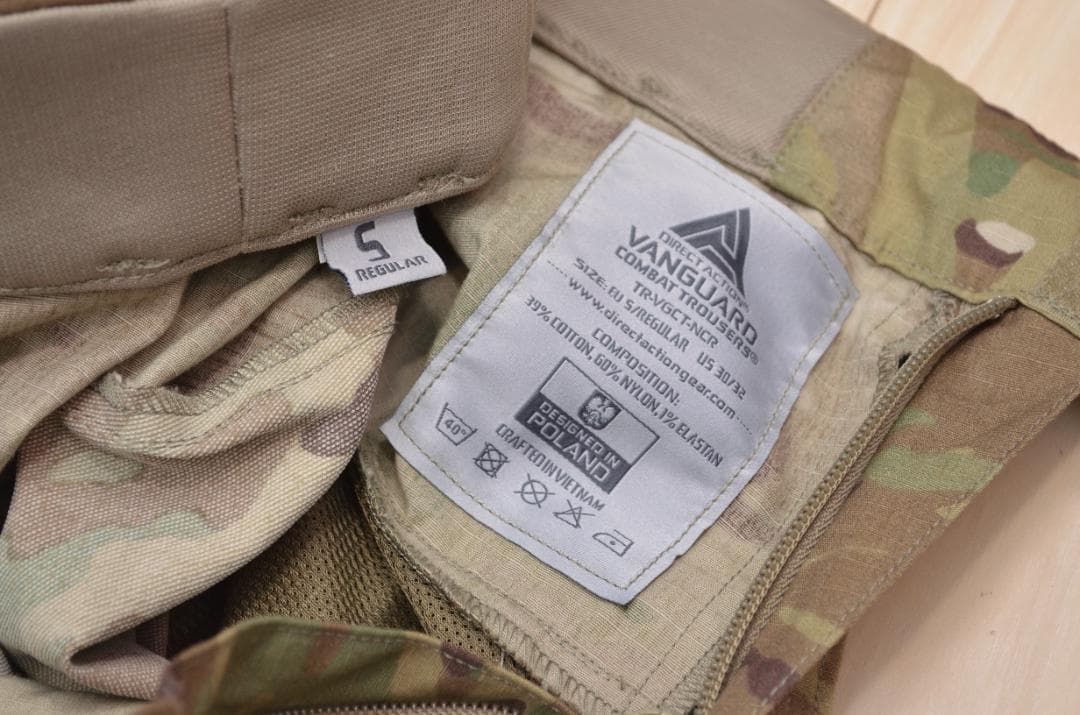 S
REGULAR
DIRECT ACTION®
VANGUARD
COMBAT TROUSERS®
TR-VGCT-NCR
SIZE: EU S/REGULAR US 30/32
www.directactiongear.com
COMPOSITION:
39% COTTON, 60% NYLON, 1% ELASTAN
DESIGNED IN
POLAND
CRAFTED IN VIETNAM
40°